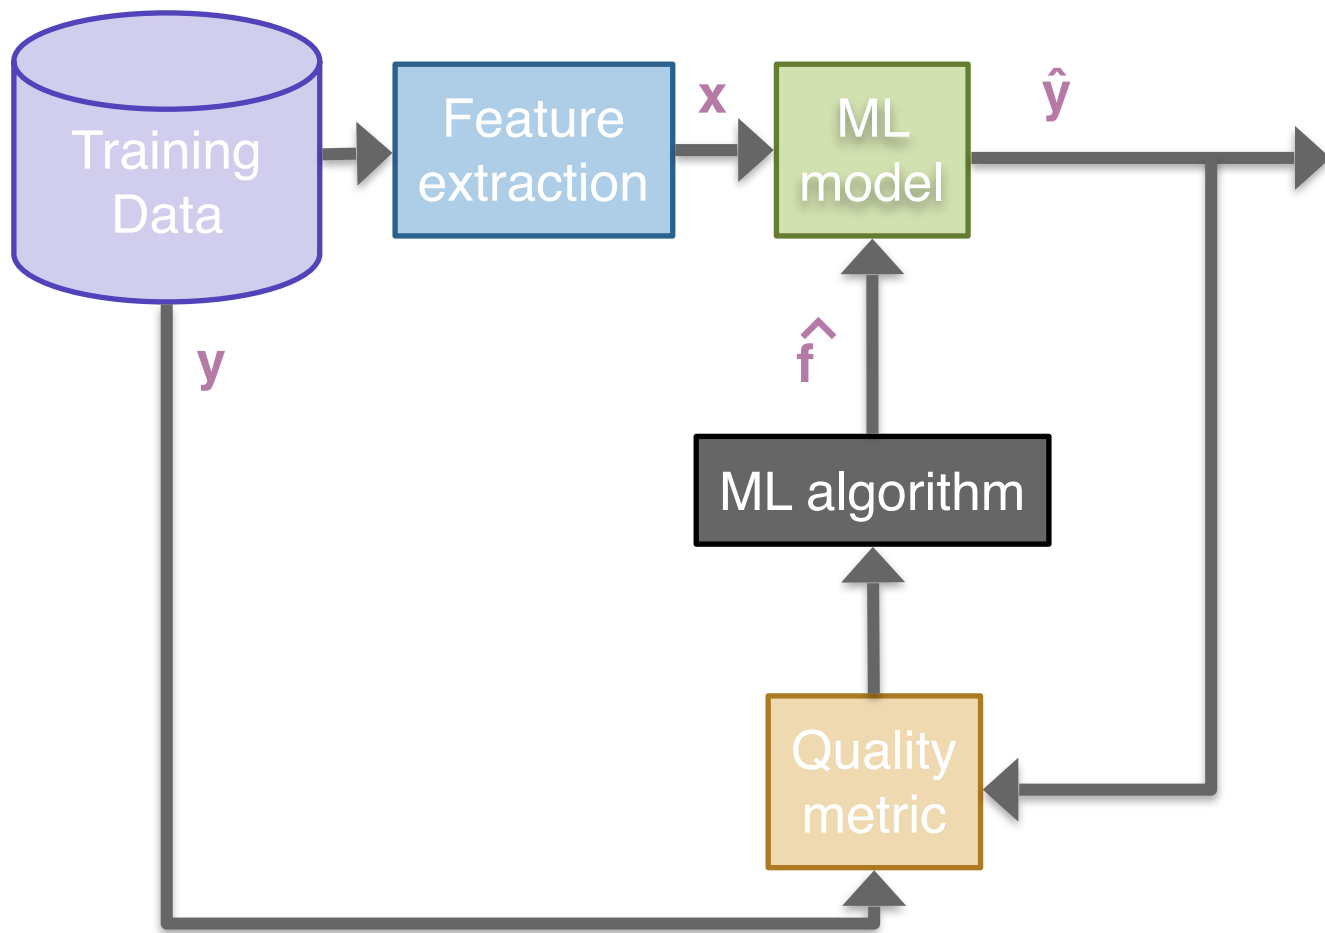 Training
Data
Feature
extraction
x
ML
model
ŷ
y
f̂
ML algorithm
Quality
metric